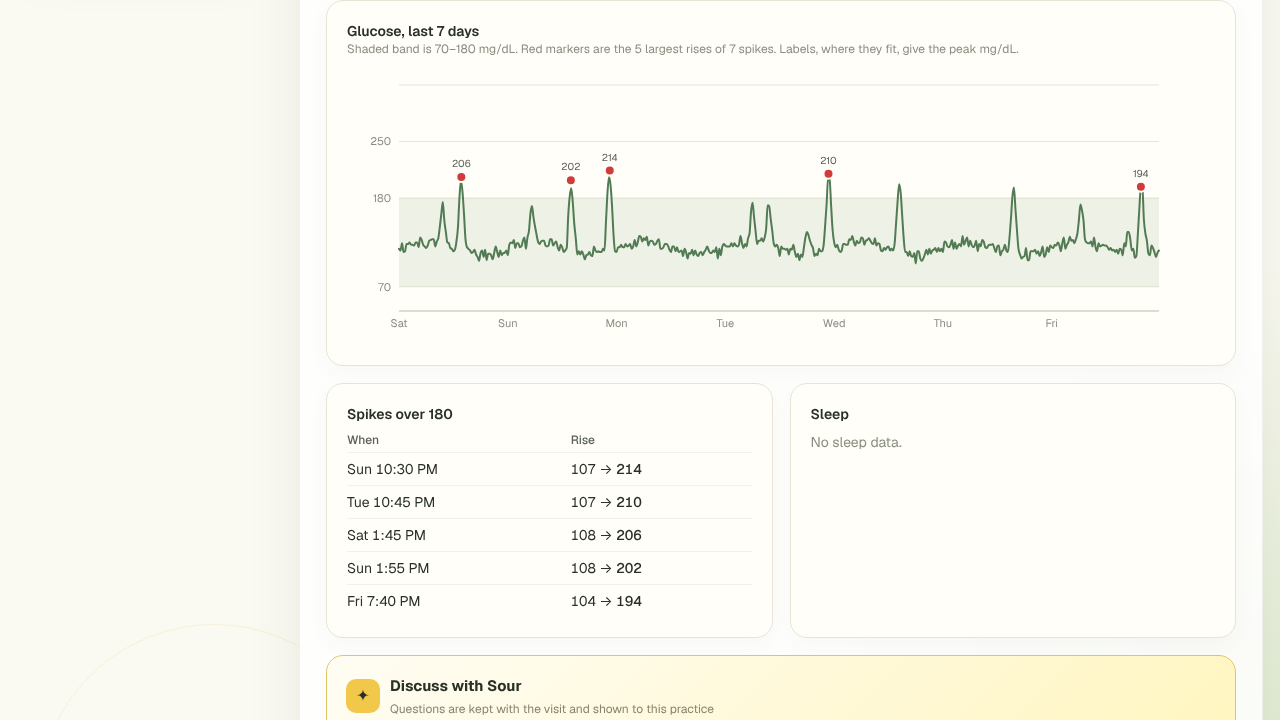 Glucose, last 7 days
Shaded band is 70–180 mg/dL. Red markers are the 5 largest rises of 7 spikes. Labels, where they fit, give the peak mg/dL.
250
206
202
214
210
194
180
70
Sat
Sun
Mon
Tue
Wed
Thu
Fri
Spikes over 180
When Rise
Sun 10:30 PM 107 → 214
Tue 10:45 PM 107 → 210
Sat 1:45 PM 108 → 206
Sun 1:55 PM 108 → 202
Fri 7:40 PM 104 → 194
Sleep
No sleep data.
Discuss with Sour
Questions are kept with the visit and shown to this practice